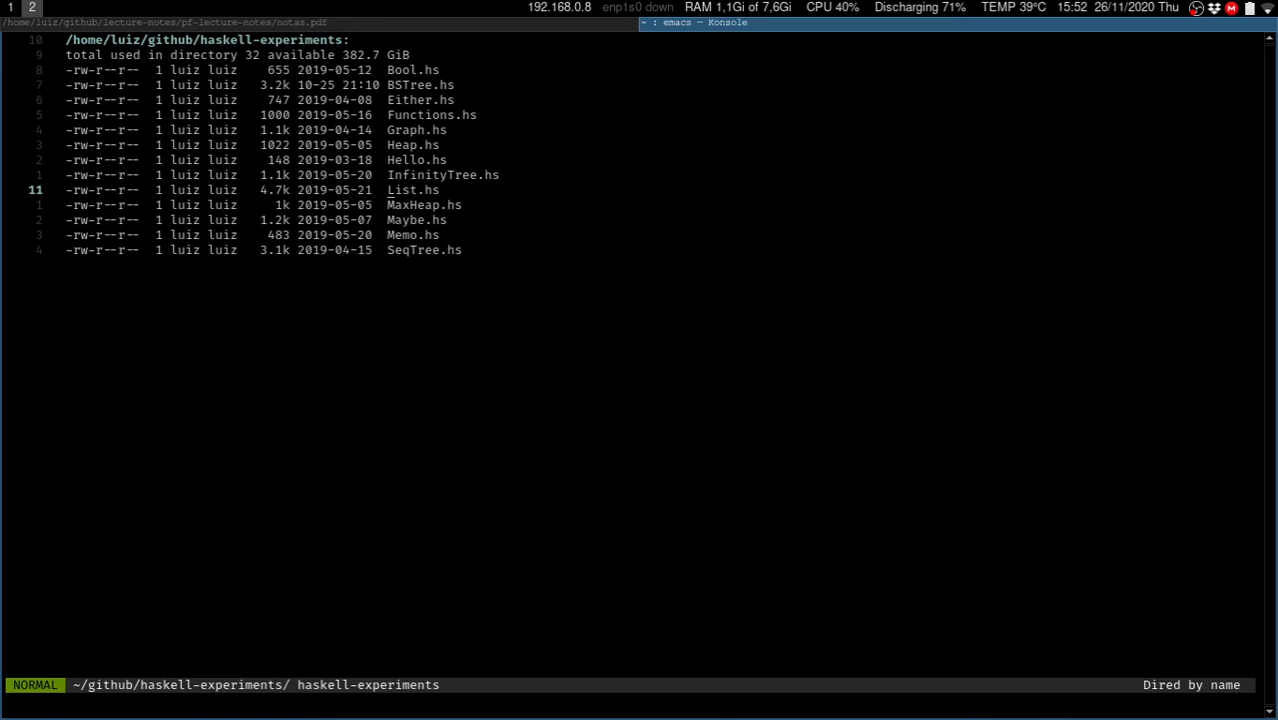 1 2 192.168.0.8 enp1s0 down RAM 1,1Gi of 7,6Gi CPU 40% Discharging 71% TEMP 39°C 15:52 26/11/2020 Thu
/home/luiz/github/lecture-notes/pf-lecture-notes/notas.pdf ~ : emacs — Konsole
10 /home/luiz/github/haskell-experiments:
9 total used in directory 32 available 382.7 GiB
8 -rw-r--r-- 1 luiz luiz 655 2019-05-12 Bool.hs
7 -rw-r--r-- 1 luiz luiz 3.2k 10-25 21:10 BSTree.hs
6 -rw-r--r-- 1 luiz luiz 747 2019-04-08 Either.hs
5 -rw-r--r-- 1 luiz luiz 1000 2019-05-16 Functions.hs
4 -rw-r--r-- 1 luiz luiz 1.1k 2019-04-14 Graph.hs
3 -rw-r--r-- 1 luiz luiz 1022 2019-05-05 Heap.hs
2 -rw-r--r-- 1 luiz luiz 148 2019-03-18 Hello.hs
1 -rw-r--r-- 1 luiz luiz 1.1k 2019-05-20 InfinityTree.hs
11 -rw-r--r-- 1 luiz luiz 4.7k 2019-05-21 List.hs
1 -rw-r--r-- 1 luiz luiz 1k 2019-05-05 MaxHeap.hs
2 -rw-r--r-- 1 luiz luiz 1.2k 2019-05-07 Maybe.hs
3 -rw-r--r-- 1 luiz luiz 483 2019-05-20 Memo.hs
4 -rw-r--r-- 1 luiz luiz 3.1k 2019-04-15 SeqTree.hs
NORMAL ~/github/haskell-experiments/ haskell-experiments Dired by name